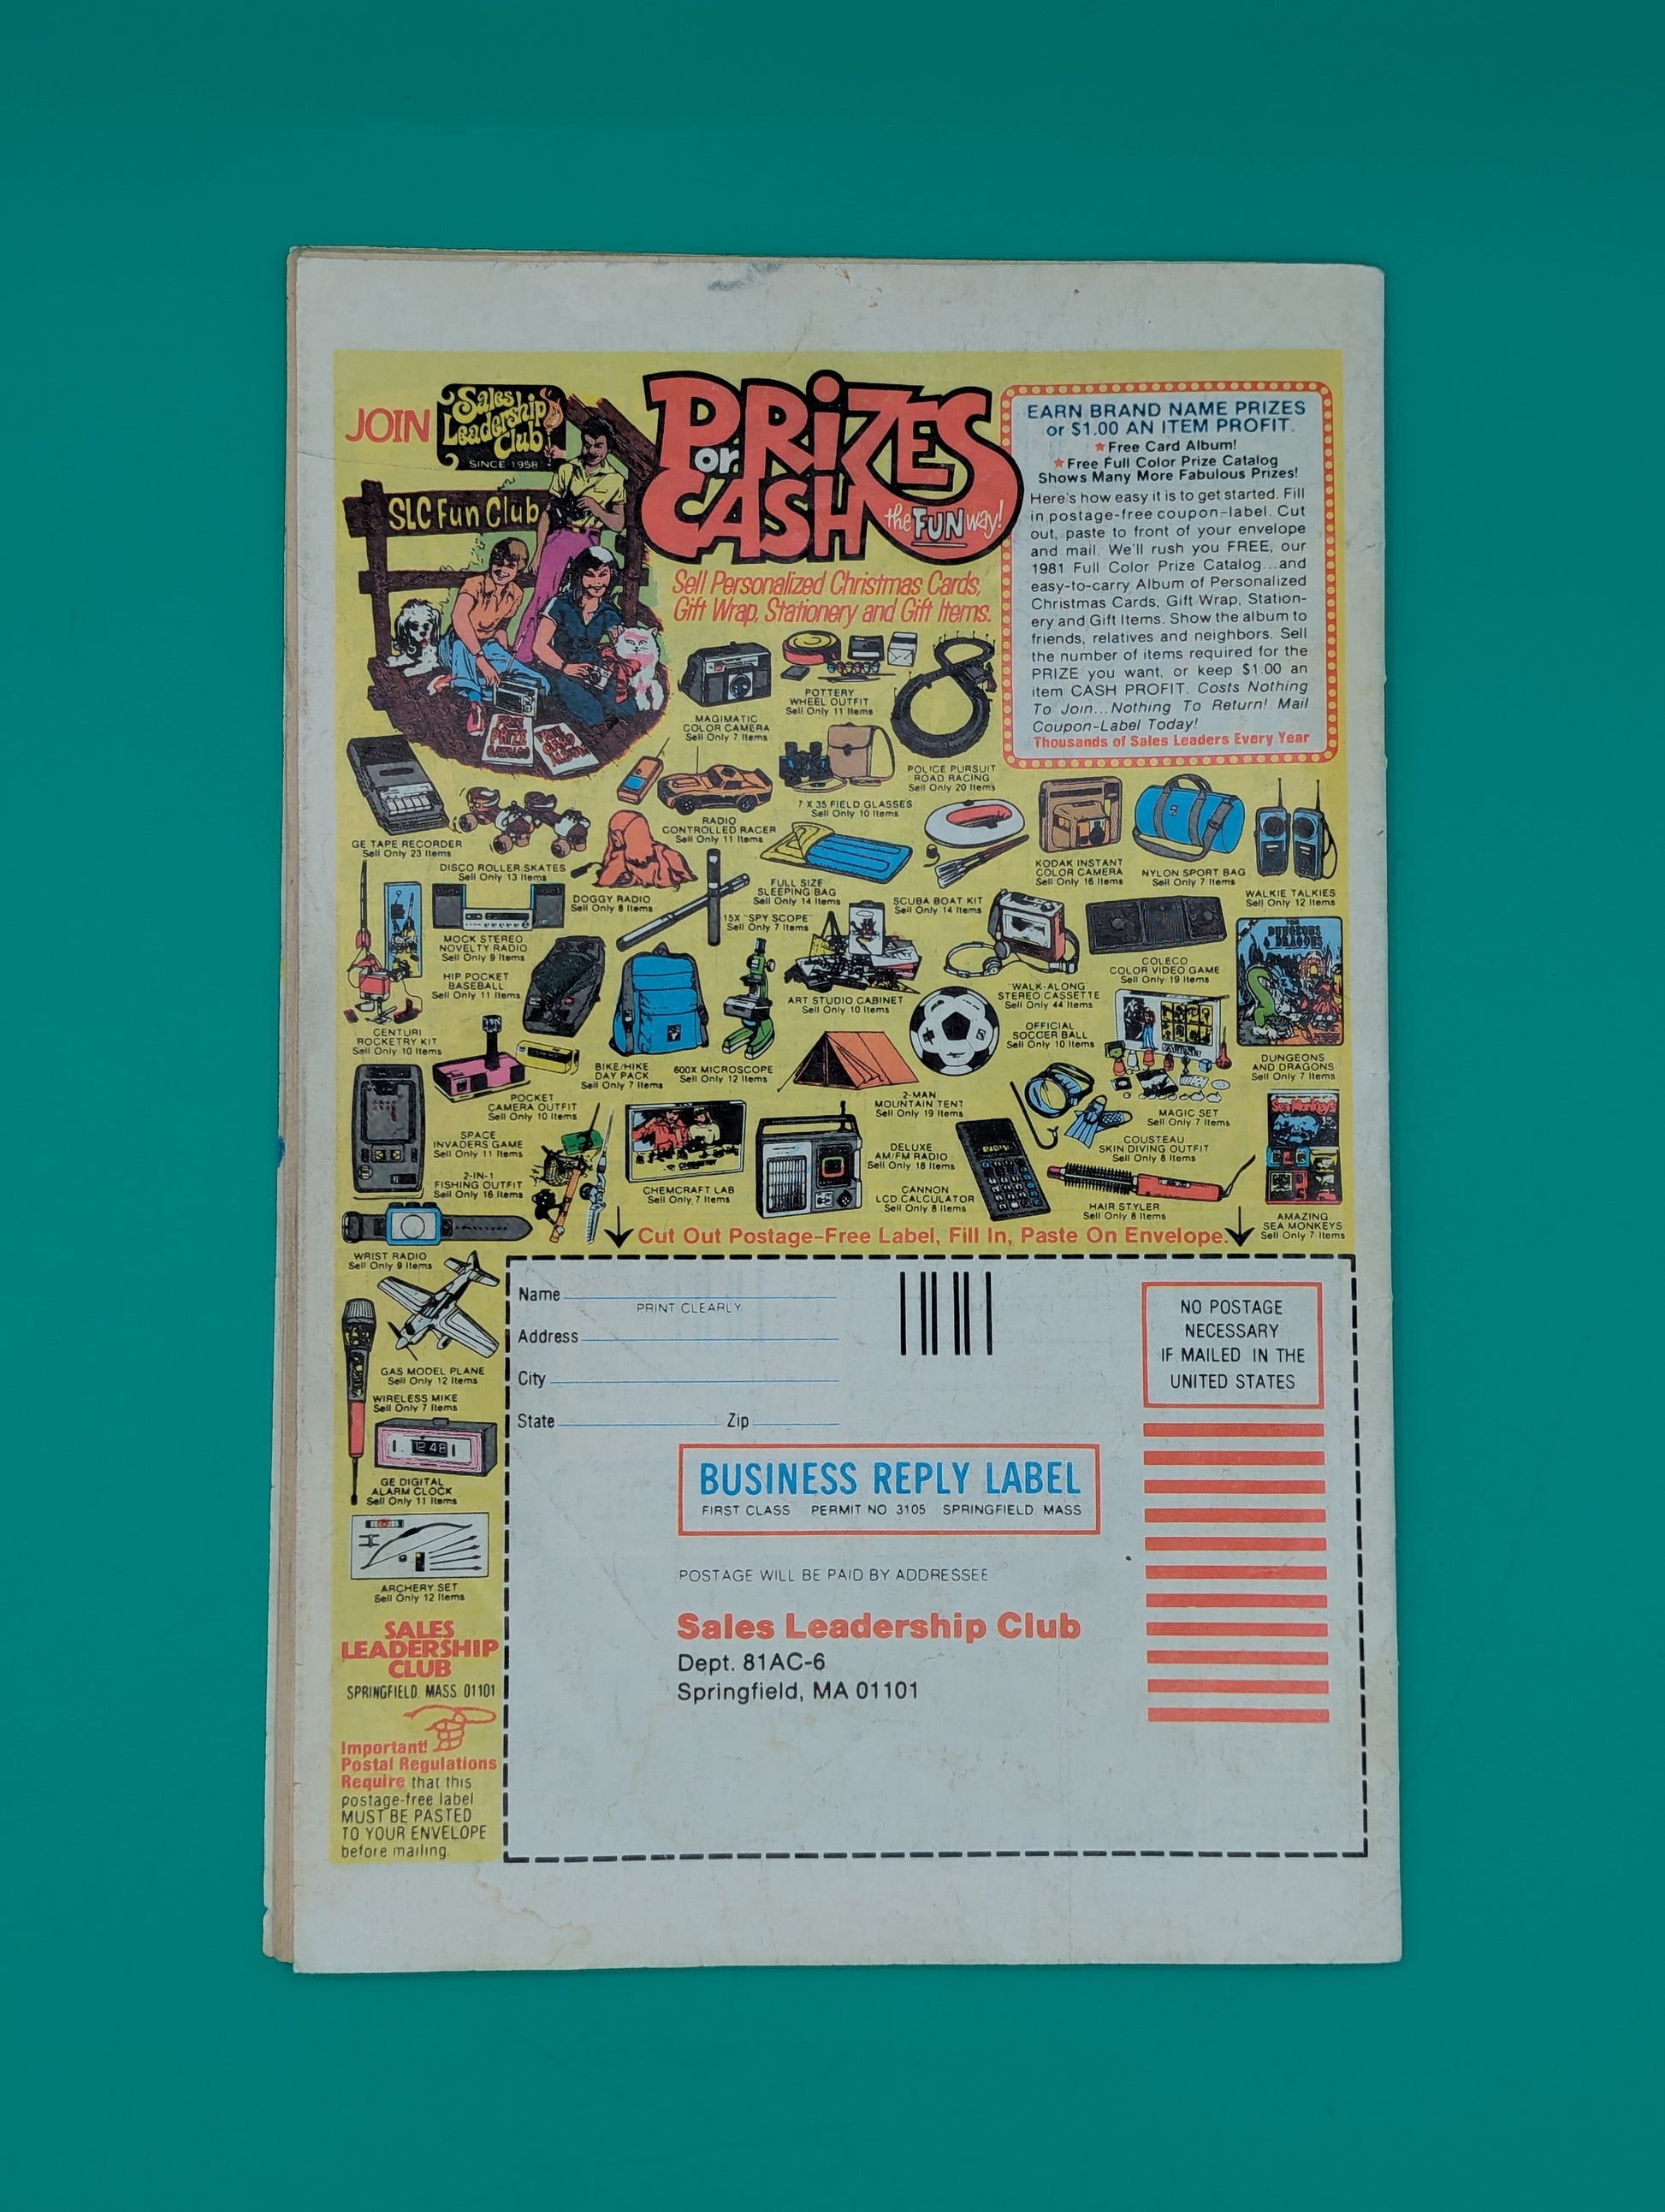 JOIN
Sales
Leadership
Club
SINCE 1958
SLC Fun Club
PRIZES
or
CASH
the FUN way!
Sell Personalized Christmas Cards,
Gift Wrap, Stationery and Gift Items.
EARN BRAND NAME PRIZES
or $1.00 AN ITEM PROFIT.
Free Card Album!
Free Full Color Prize Catalog
Shows Many More Fabulous Prizes!
Here's how easy it is to get started. Fill
in postage-free coupon-label. Cut
out, paste to front of your envelope
and mail. We'll rush you FREE, our
1981 Full Color Prize Catalog...and
easy-to-carry Album of Personalized
Christmas Cards, Gift Wrap, Station-
ery and Gift Items. Show the album to
friends, relatives and neighbors. Sell
the number of items required for the
PRIZE you want, or keep $1.00 an
item CASH PROFIT. Costs Nothing
To Join...Nothing To Return! Mail
Coupon-Label Today!
Thousands of Sales Leaders Every Year
MAGIMATIC
COLOR CAMERA
Sell Only 7 Items
POTTERY
WHEEL OUTFIT
Sell Only 11 Items
POLICE PURSUIT
ROAD RACING
Sell Only 20 Items
GE TAPE RECORDER
Sell Only 23 Items
DISCO ROLLER SKATES
Sell Only 13 Items
RADIO
CONTROLLED RACER
Sell Only 11 Items
7 X 35 FIELD GLASSES
Sell Only 10 Items
DOGGY RADIO
Sell Only 8 Items
FULL SIZE
SLEEPING BAG
Sell Only 14 Items
SCUBA BOAT KIT
Sell Only 14 Items
KODAK INSTANT
COLOR CAMERA
Sell Only 16 Items
NYLON SPORT BAG
Sell Only 7 Items
WALKIE TALKIES
Sell Only 12 Items
MOCK STEREO
NOVELTY RADIO
Sell Only 9 Items
15X "SPY SCOPE"
Sell Only 7 Items
HIP POCKET
BASEBALL
Sell Only 11 Items
CENTURI
ROCKETRY KIT
Sell Only 10 Items
ART STUDIO CABINET
Sell Only 10 Items
"WALK-ALONG
STEREO CASSETTE
Sell Only 44 Items
COLECO
COLOR VIDEO GAME
Sell Only 19 Items
DUNGEONS
& DRAGONS
DUNGEONS
AND DRAGONS
Sell Only 7 Items
BIKE/HIKE
DAY PACK
Sell Only 7 Items
600X MICROSCOPE
Sell Only 12 Items
OFFICIAL
SOCCER BALL
Sell Only 10 Items
POCKET
CAMERA OUTFIT
Sell Only 10 Items
2-MAN
MOUNTAIN TENT
Sell Only 19 Items
MAGIC SET
Sell Only 7 Items
SPACE
INVADERS GAME
Sell Only 11 Items
2-IN-1
FISHING OUTFIT
Sell Only 16 Items
CHEMCRAFT LAB
Sell Only 7 Items
DELUXE
AM/FM RADIO
Sell Only 18 Items
CANNON
LCD CALCULATOR
Sell Only 8 Items
COUSTEAU
SKIN DIVING OUTFIT
Sell Only 8 Items
HAIR STYLER
Sell Only 8 Items
Sea Monkeys
AMAZING
SEA MONKEYS
Sell Only 7 Items
Cut Out Postage-Free Label, Fill In, Paste On Envelope.
WRIST RADIO
Sell Only 9 Items
GAS MODEL PLANE
Sell Only 12 Items
WIRELESS MIKE
Sell Only 7 Items
12 48
GE DIGITAL
ALARM CLOCK
Sell Only 11 Items
ARCHERY SET
Sell Only 12 Items
SALES
LEADERSHIP
CLUB
SPRINGFIELD, MASS. 01101
Important!
Postal Regulations
Require that this
postage-free label
MUST BE PASTED
TO YOUR ENVELOPE
before mailing.
Name
PRINT CLEARLY
Address
City
State Zip
NO POSTAGE
NECESSARY
IF MAILED IN THE
UNITED STATES
BUSINESS REPLY LABEL
FIRST CLASS PERMIT NO 3105 SPRINGFIELD MASS
POSTAGE WILL BE PAID BY ADDRESSEE
Sales Leadership Club
Dept. 81AC-6
Springfield, MA 01101